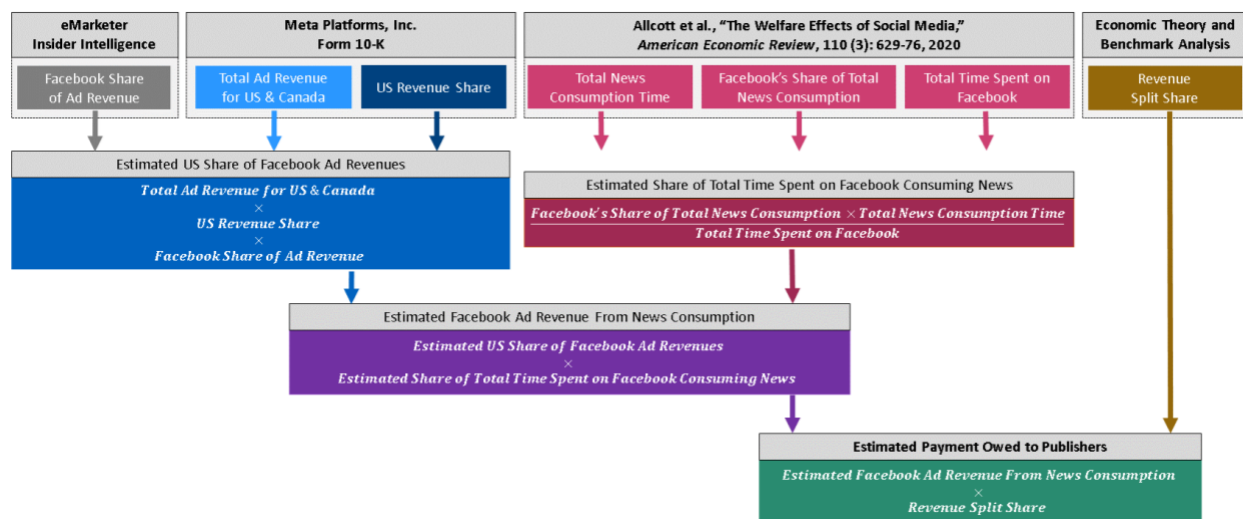 eMarketer
Insider Intelligence
Facebook Share
of Ad Revenue
Meta Platforms, Inc.
Form 10-K
Total Ad Revenue
for US & Canada
US Revenue Share
Allcott et al., “The Welfare Effects of Social Media,”
American Economic Review, 110 (3): 629-76, 2020
Total News
Consumption Time
Facebook’s Share of Total
News Consumption
Total Time Spent on
Facebook
Economic Theory and
Benchmark Analysis
Revenue
Split Share
Estimated US Share of Facebook Ad Revenues
Total Ad Revenue for US & Canada
×
US Revenue Share
×
Facebook Share of Ad Revenue
Estimated Share of Total Time Spent on Facebook Consuming News
Facebook's Share of Total News Consumption × Total News Consumption Time
Total Time Spent on Facebook
Estimated Facebook Ad Revenue From News Consumption
Estimated US Share of Facebook Ad Revenues
×
Estimated Share of Total Time Spent on Facebook Consuming News
Estimated Payment Owed to Publishers
Estimated Facebook Ad Revenue From News Consumption
×
Revenue Split Share